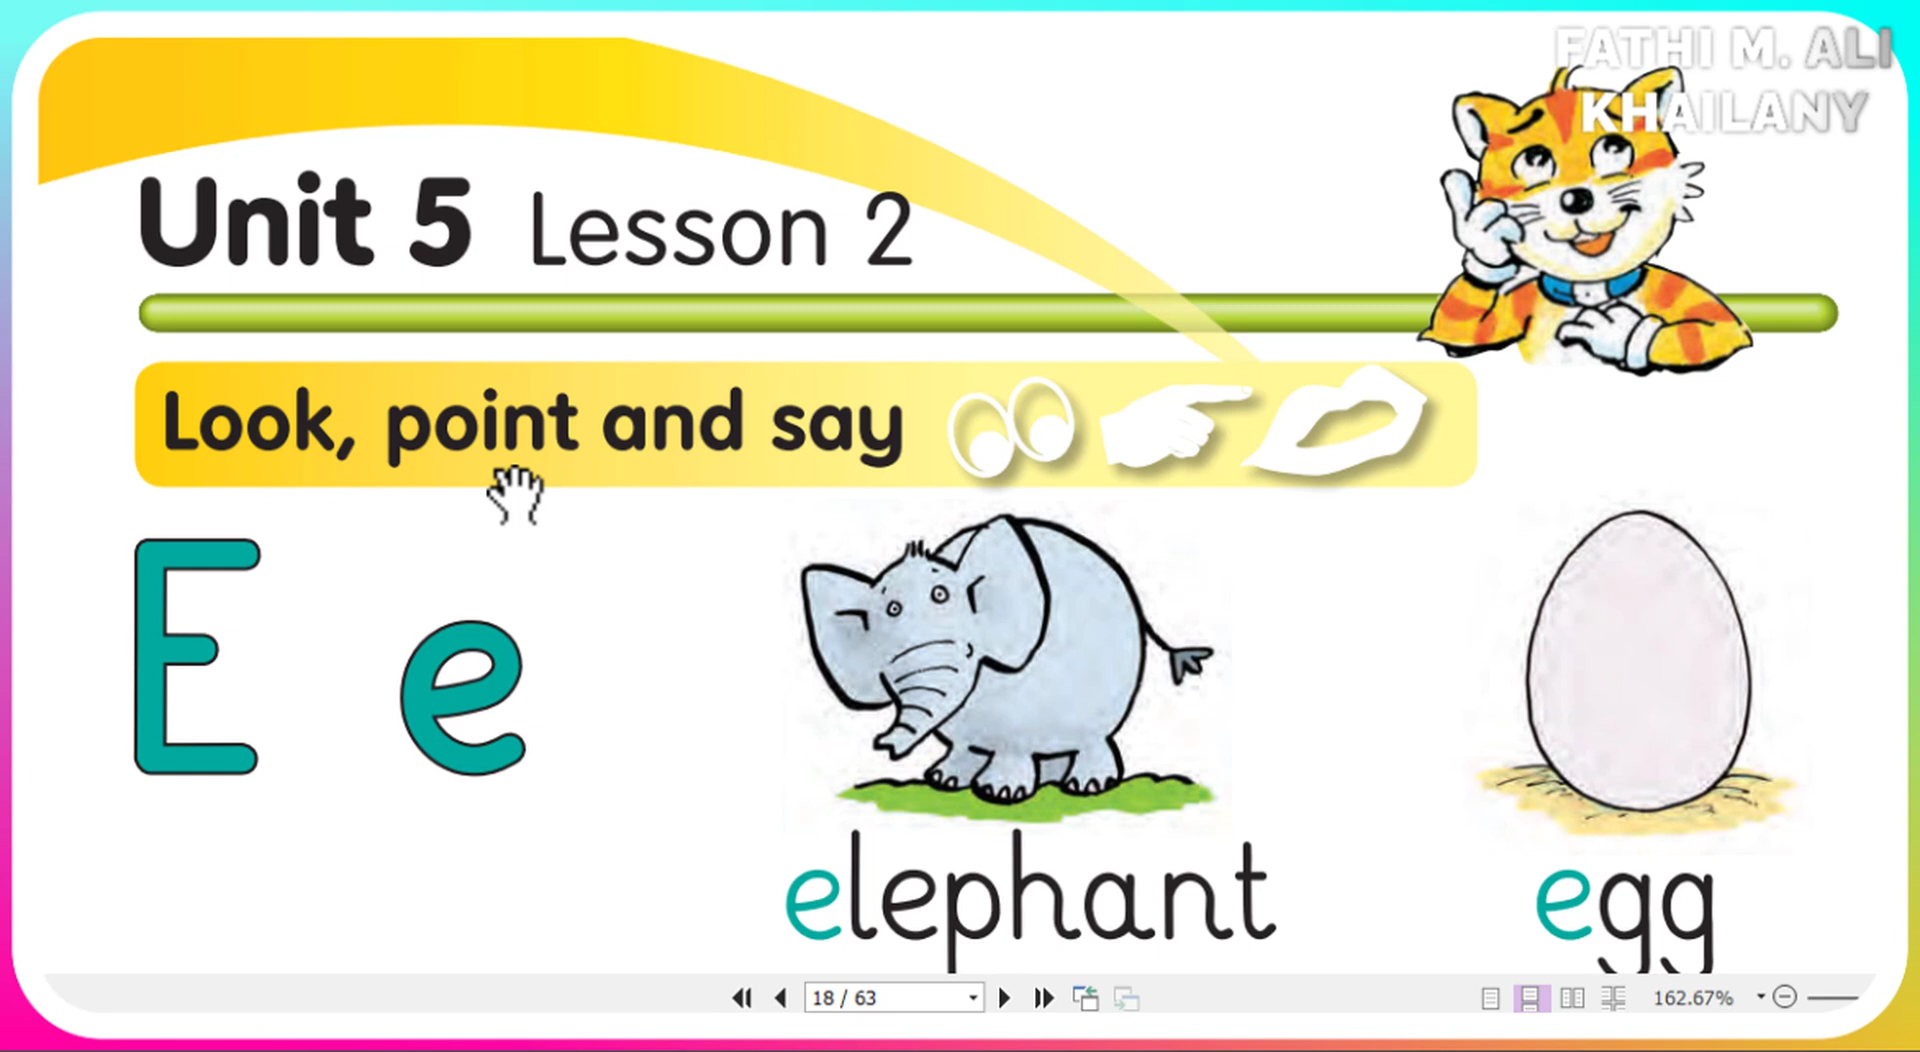 FATHI M. ALI
KHAILANY
Unit 5 Lesson 2
Look, point and say
E e
elephant
egg
18 / 63
162.67%